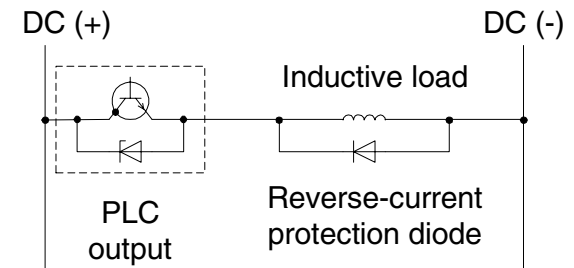 DC (+)
DC (-)
Inductive load
PLC
output
Reverse-current
protection diode